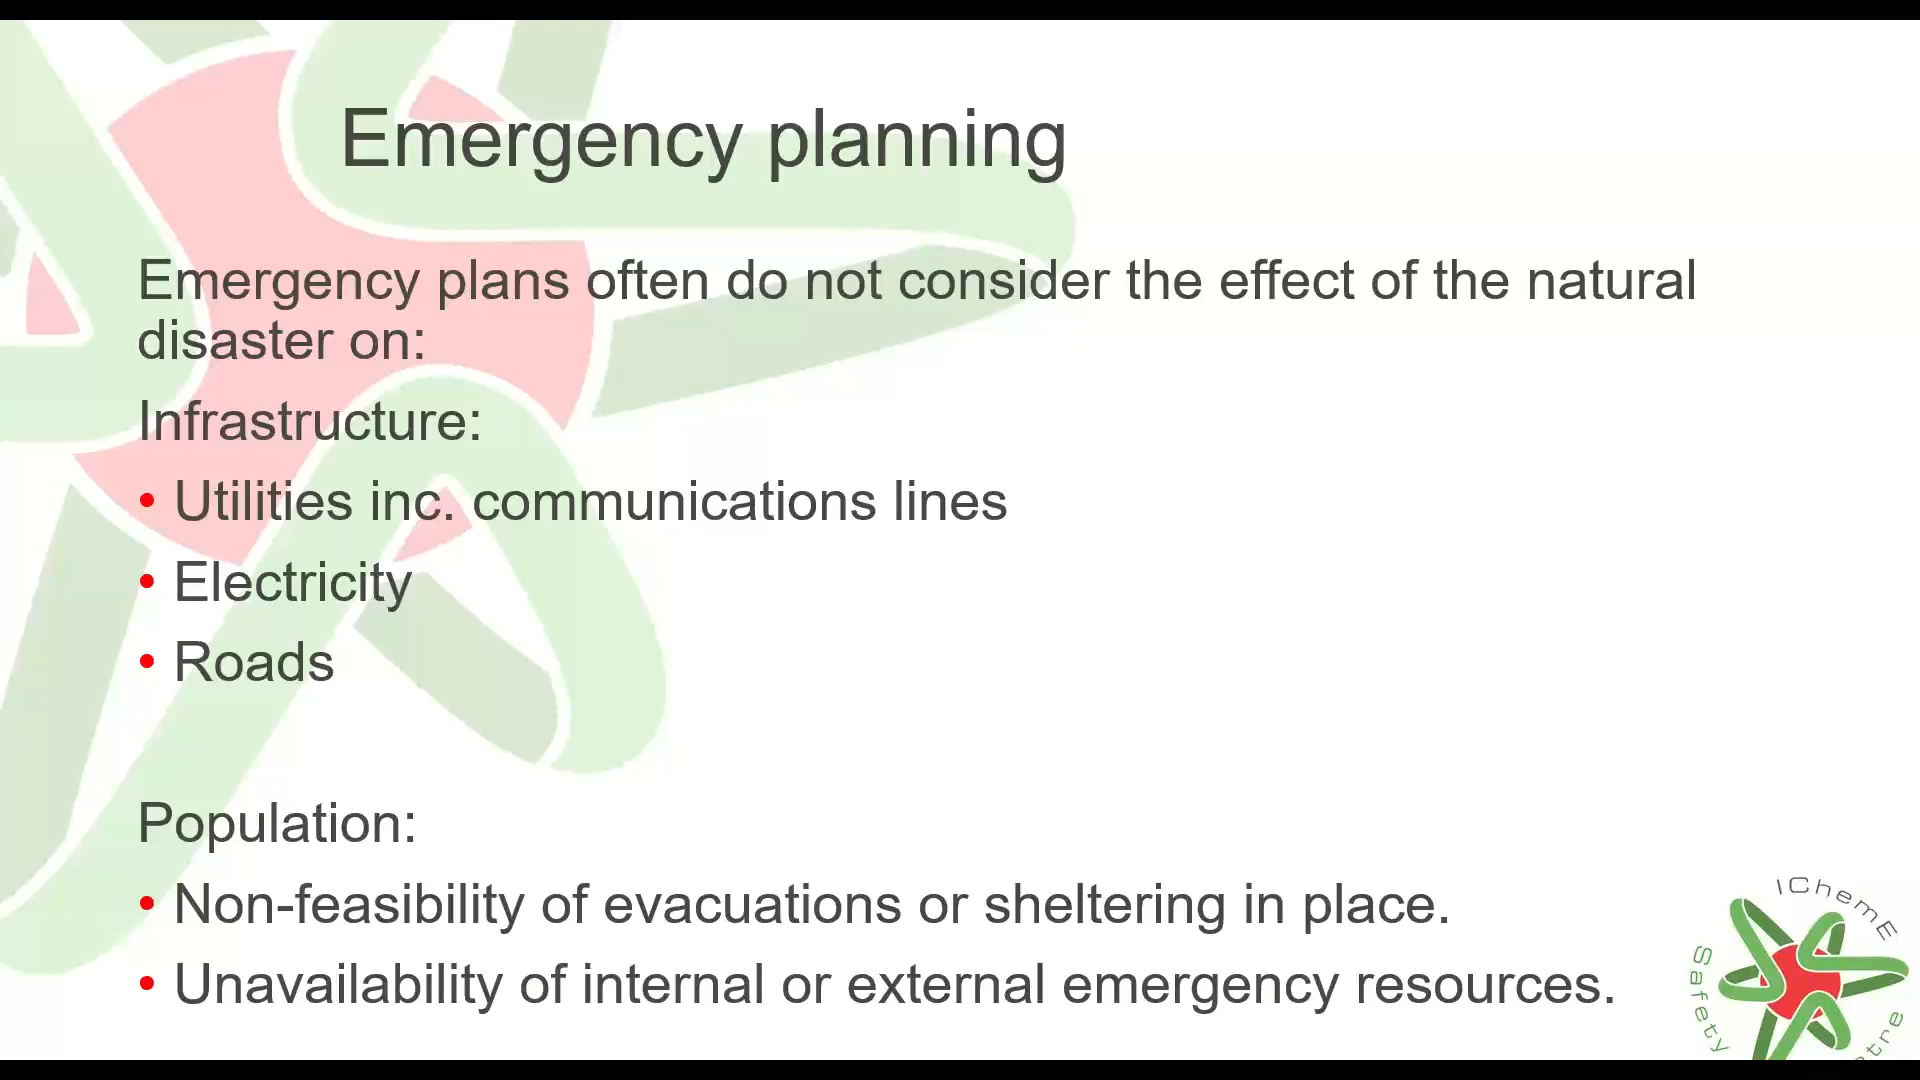 Emergency planning
Emergency plans often do not consider the effect of the natural
disaster on:
Infrastructure:
• Utilities inc. communications lines
• Electricity
• Roads
Population:
• Non-feasibility of evacuations or sheltering in place.
• Unavailability of internal or external emergency resources.
IChemE
Safety